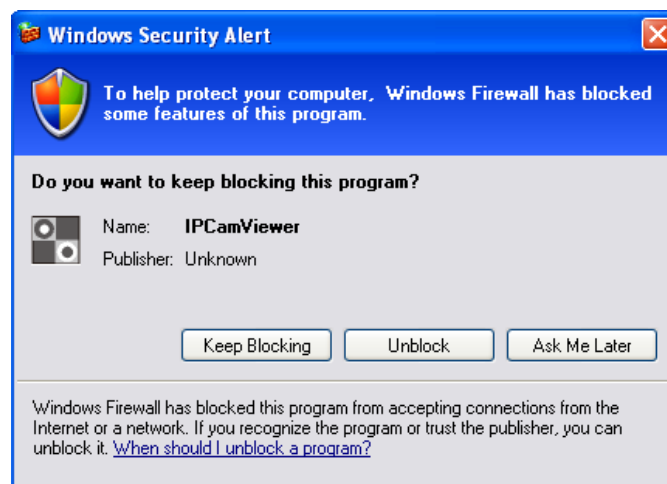 Windows Security Alert
To help protect your computer, Windows Firewall has blocked
some features of this program.
Do you want to keep blocking this program?
Name: IPCamViewer
Publisher: Unknown
Keep Blocking Unblock Ask Me Later
Windows Firewall has blocked this program from accepting connections from the
Internet or a network. If you recognize the program or trust the publisher, you can
unblock it. When should I unblock a program?